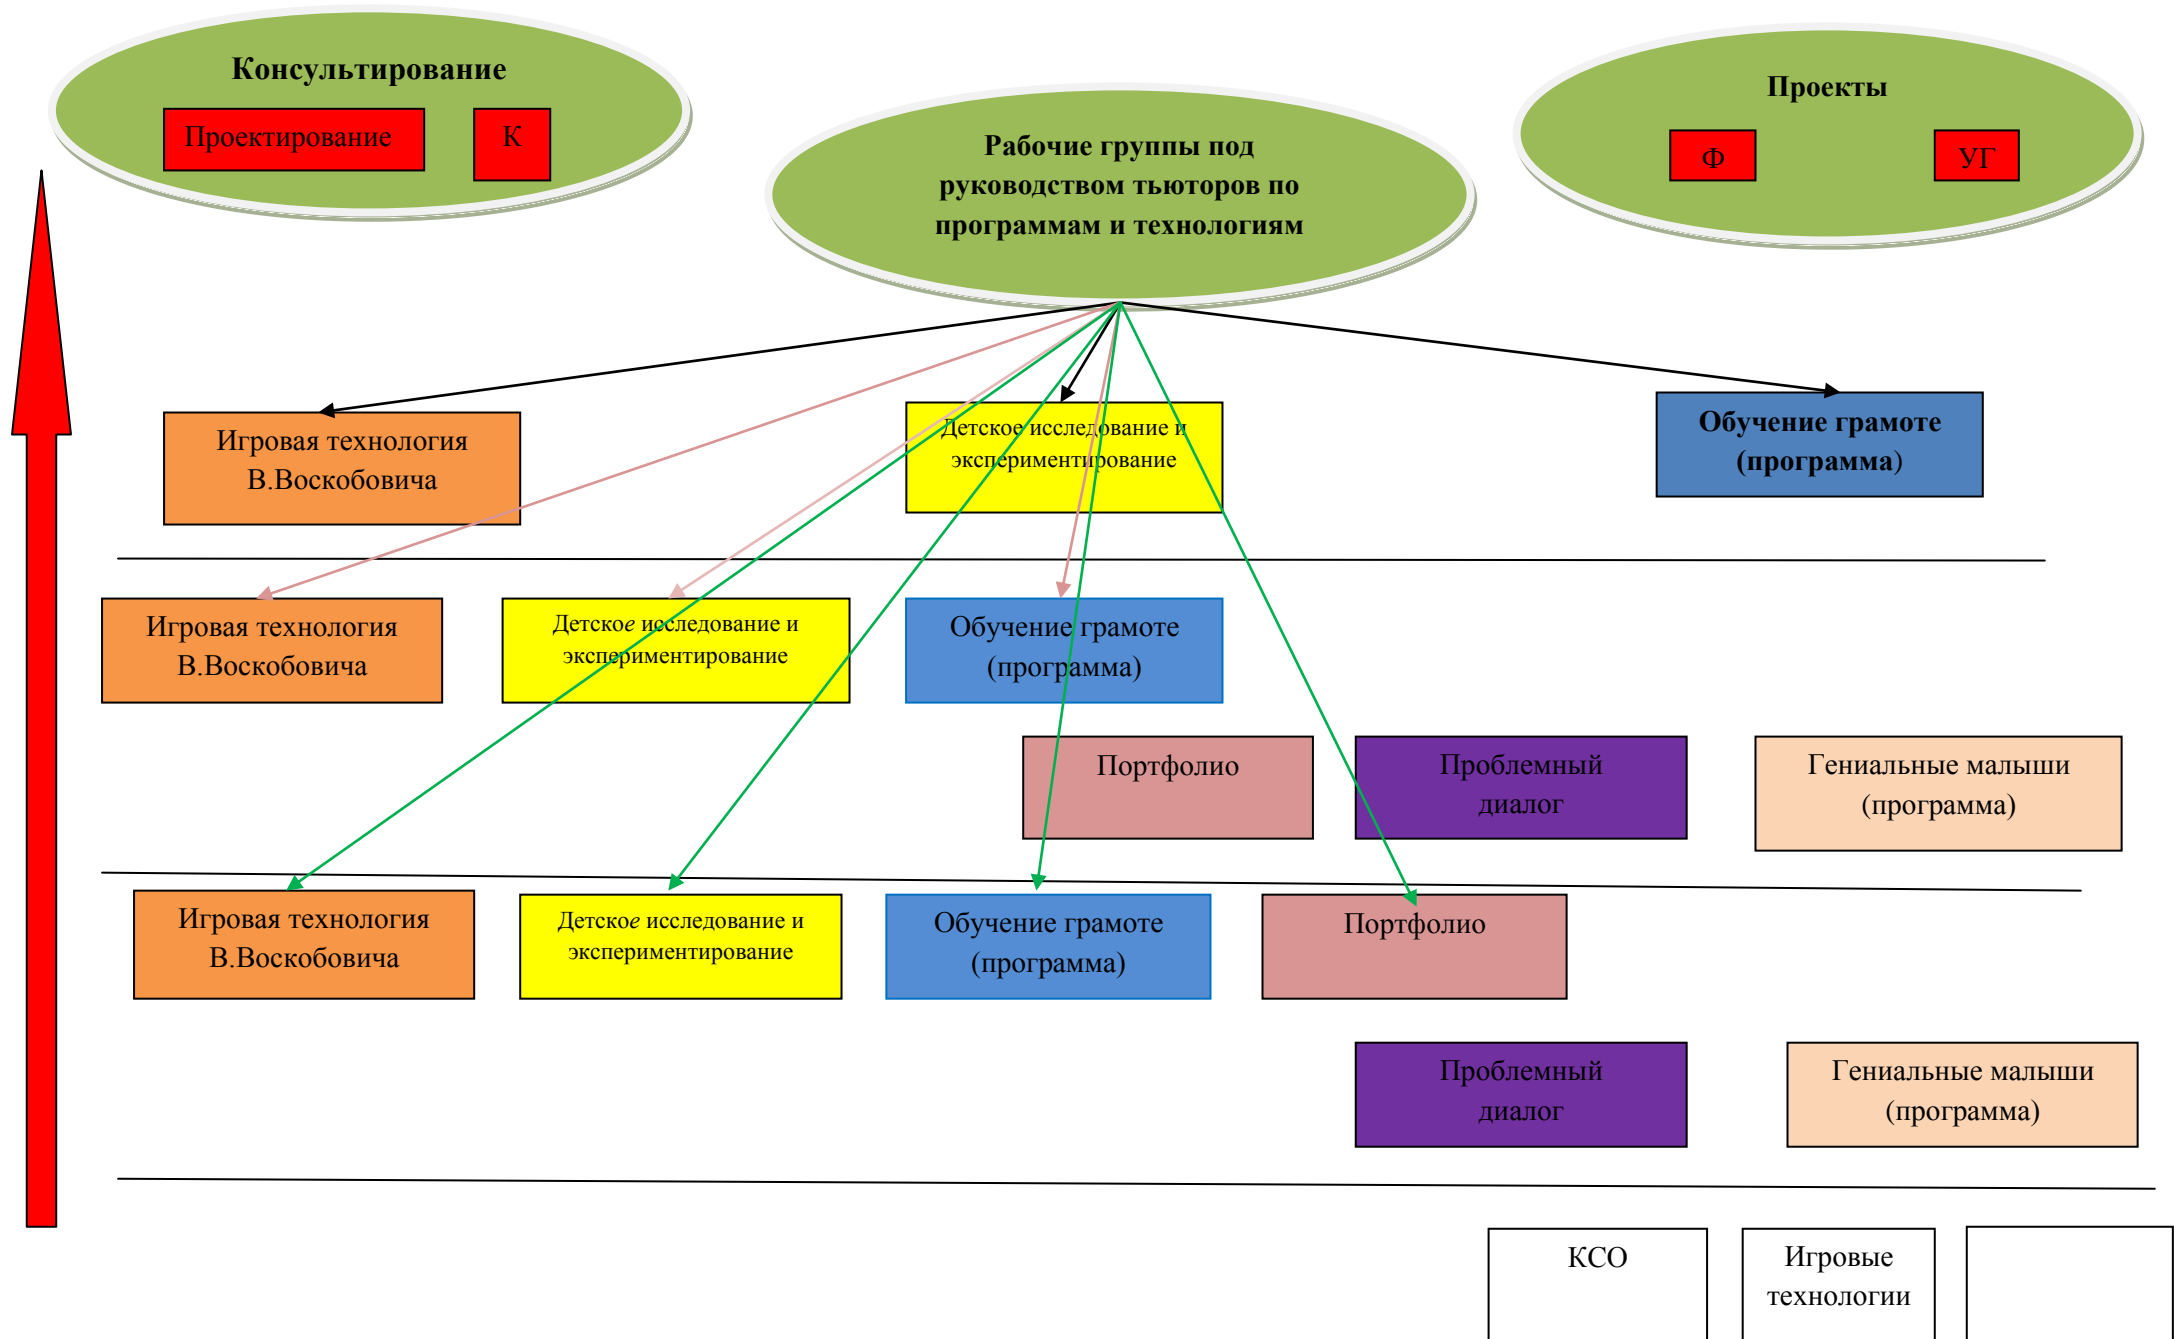 Консультирование
Проектирование
К
Рабочие группы под
руководством тьюторов по
программам и технологиям
Проекты
Ф
УГ
Игровая технология
В.Воскобовича
Детское исследование и
экспериментирование
Обучение грамоте
(программа)
Игровая технология
В.Воскобовича
Детское исследование и
экспериментирование
Обучение грамоте
(программа)
Портфолио
Проблемный
диалог
Гениальные малыши
(программа)
Игровая технология
В.Воскобовича
Детское исследование и
экспериментирование
Обучение грамоте
(программа)
Портфолио
Проблемный
диалог
Гениальные малыши
(программа)
КСО
Игровые
технологии